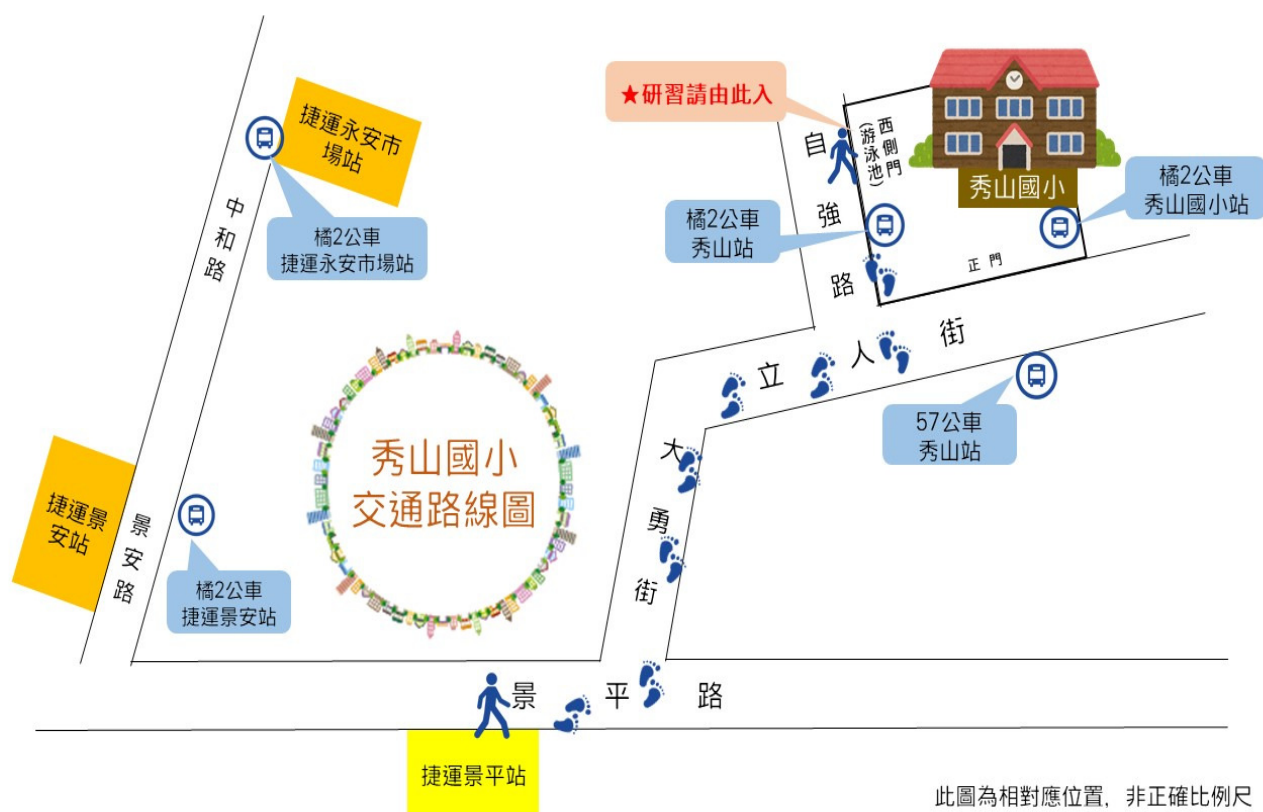 ★研習請由此入
捷運永安市
場站
西側門
(游泳池)
自強路
秀山國小
橘2公車
秀山國小站
橘2公車
秀山站
中和路
橘2公車
捷運永安市場站
正門
立人街
秀山國小
交通路線圖
57公車
秀山站
大勇街
捷運景
安站
景安路
橘2公車
捷運景安站
景平路
捷運景平站
此圖為相對應位置，非正確比例尺